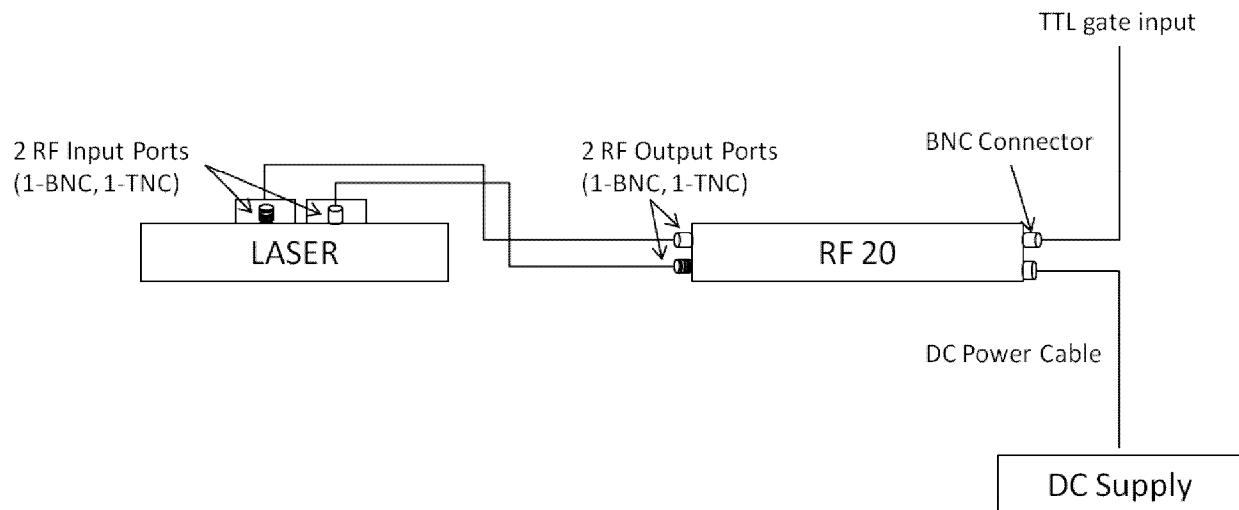 TTL gate input
2 RF Input Ports
(1-BNC, 1-TNC)
2 RF Output Ports
(1-BNC, 1-TNC)
BNC Connector
LASER
RF 20
DC Power Cable
DC Supply